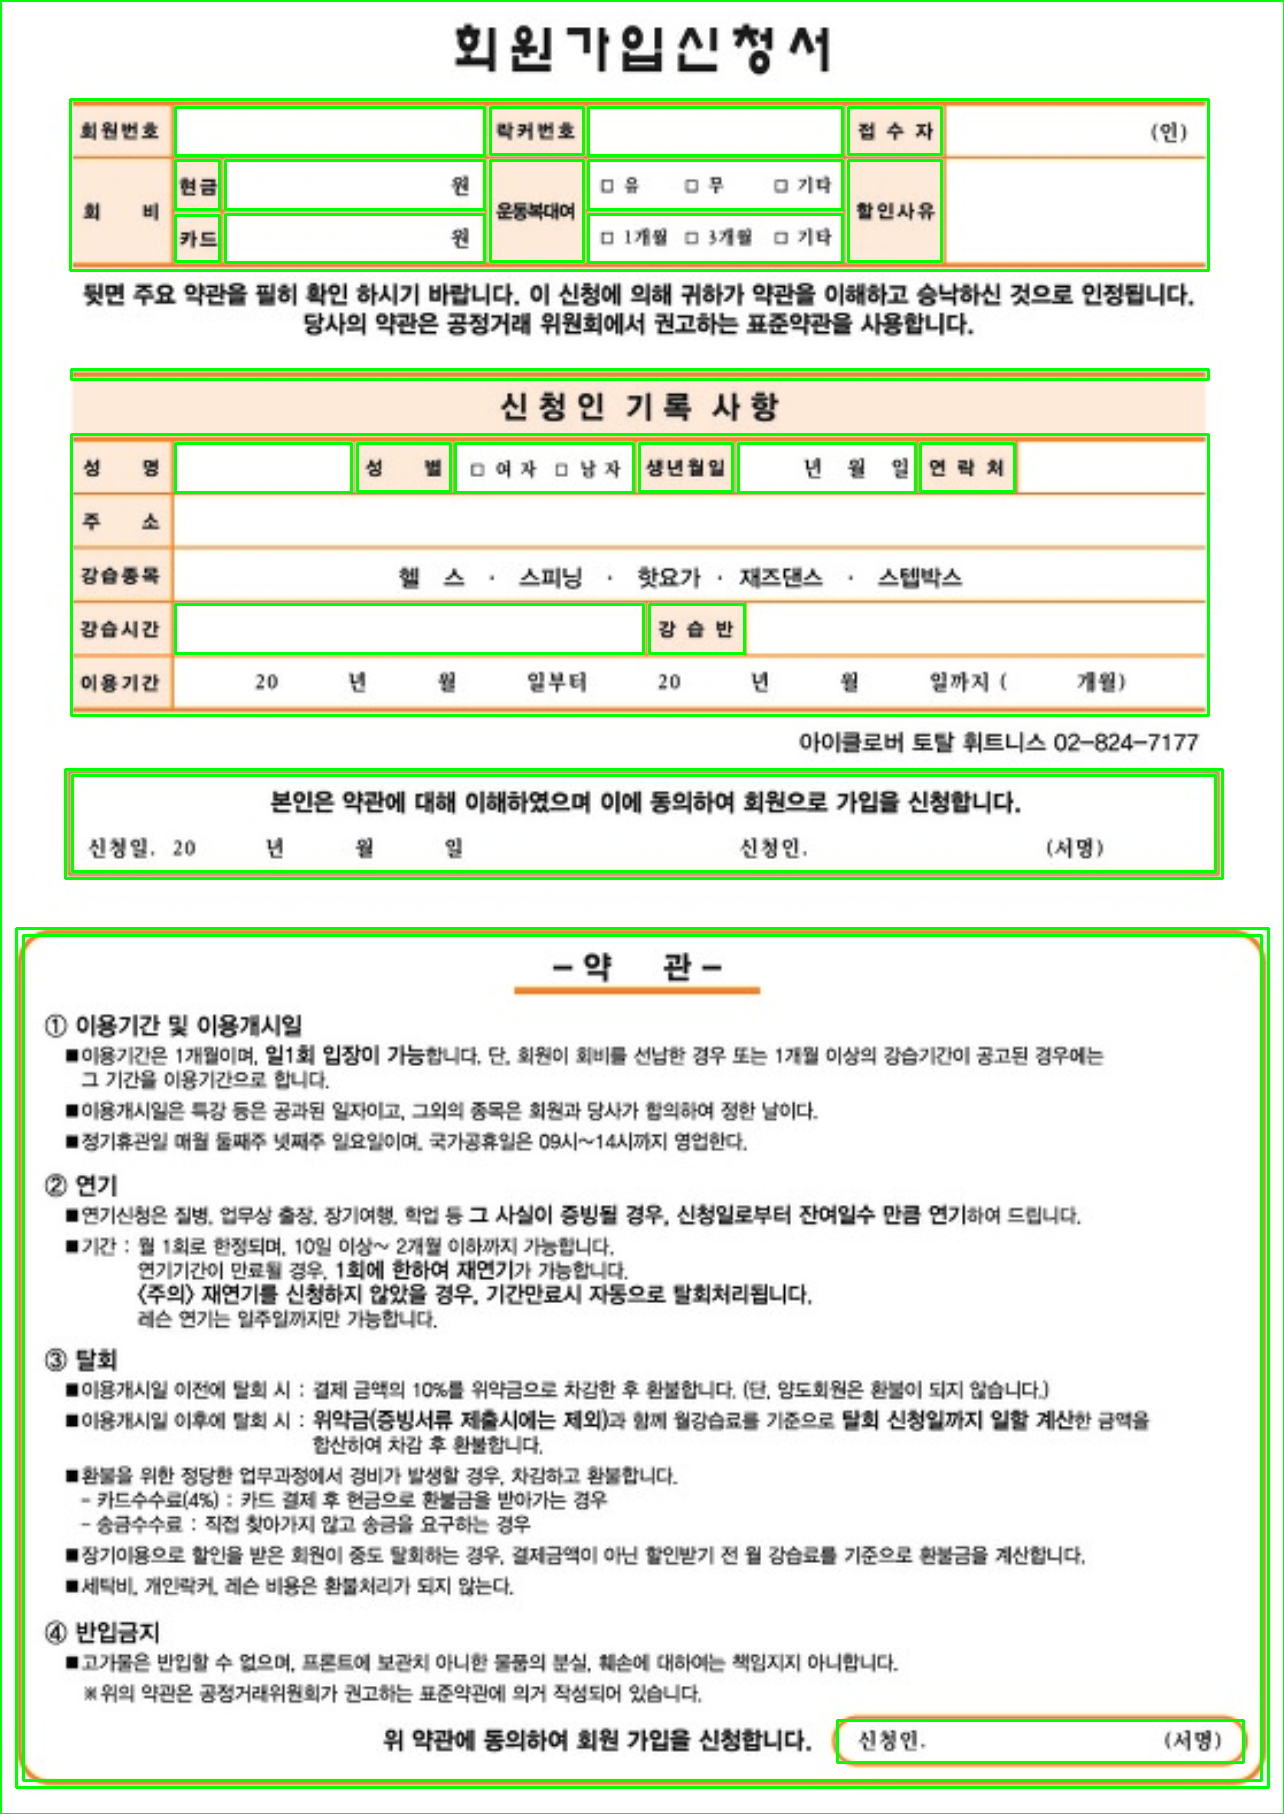 회원가입신청서
회원번호 락커번호 접 수 자 (인)
회 비 현금 원 운동복대여 □ 유 □ 무 □ 기타 할인사유
카드 원 □ 1개월 □ 3개월 □ 기타
뒷면 주요 약관을 필히 확인 하시기 바랍니다. 이 신청에 의해 귀하가 약관을 이해하고 승낙하신 것으로 인정됩니다.
당사의 약관은 공정거래 위원회에서 권고하는 표준약관을 사용합니다.
신청인 기록 사항
성 명 성 별 □ 여 자 □ 남 자 생년월일 년 월 일 연 락 처
주 소
강습종목 헬 스 · 스피닝 · 핫요가 · 재즈댄스 · 스텝박스
강습시간 강 습 반
이용기간 20 년 월 일부터 20 년 월 일까지 ( 개월)
아이클로버 토탈 휘트니스 02-824-7177
본인은 약관에 대해 이해하였으며 이에 동의하여 회원으로 가입을 신청합니다.
신청일. 20 년 월 일 신청인. (서명)
- 약 관 -
① 이용기간 및 이용개시일
■이용기간은 1개월이며, 일1회 입장이 가능합니다. 단, 회원이 회비를 선납한 경우 또는 1개월 이상의 강습기간이 공고된 경우에는
그 기간을 이용기간으로 합니다.
■이용개시일은 특강 등은 공과된 일자이고, 그외의 종목은 회원과 당사가 합의하여 정한 날이다.
■정기휴관일 매월 둘째주 넷째주 일요일이며, 국가공휴일은 09시~14시까지 영업한다.
② 연기
■연기신청은 질병, 업무상 출장, 장기여행, 학업 등 그 사실이 증빙될 경우, 신청일로부터 잔여일수 만큼 연기하여 드립니다.
■기간 : 월 1회로 한정되며, 10일 이상~ 2개월 이하까지 가능합니다.
연기기간이 만료될 경우, 1회에 한하여 재연기가 가능합니다.
〈주의〉 재연기를 신청하지 않았을 경우, 기간만료시 자동으로 탈회처리됩니다.
레슨 연기는 일주일까지만 가능합니다.
③ 탈회
■이용개시일 이전에 탈회 시 : 결제 금액의 10%를 위약금으로 차감한 후 환불합니다. (단, 양도회원은 환불이 되지 않습니다.)
■이용개시일 이후에 탈회 시 : 위약금(증빙서류 제출시에는 제외)과 함께 월강습료를 기준으로 탈회 신청일까지 일할 계산한 금액을
합산하여 차감 후 환불합니다.
■환불을 위한 정당한 업무과정에서 경비가 발생할 경우, 차감하고 환불합니다.
- 카드수수료(4%) : 카드 결제 후 현금으로 환불금을 받아가는 경우
- 송금수수료 : 직접 찾아가지 않고 송금을 요구하는 경우
■장기이용으로 할인을 받은 회원이 중도 탈회하는 경우, 결제금액이 아닌 할인받기 전 월 강습료를 기준으로 환불금을 계산합니다.
■세탁비, 개인락커, 레슨 비용은 환불처리가 되지 않는다.
④ 반입금지
■고가물은 반입할 수 없으며, 프론트에 보관치 아니한 물품의 분실, 훼손에 대하여는 책임지지 아니합니다.
※위의 약관은 공정거래위원회가 권고하는 표준약관에 의거 작성되어 있습니다.
위 약관에 동의하여 회원 가입을 신청합니다. 신청인. (서명)